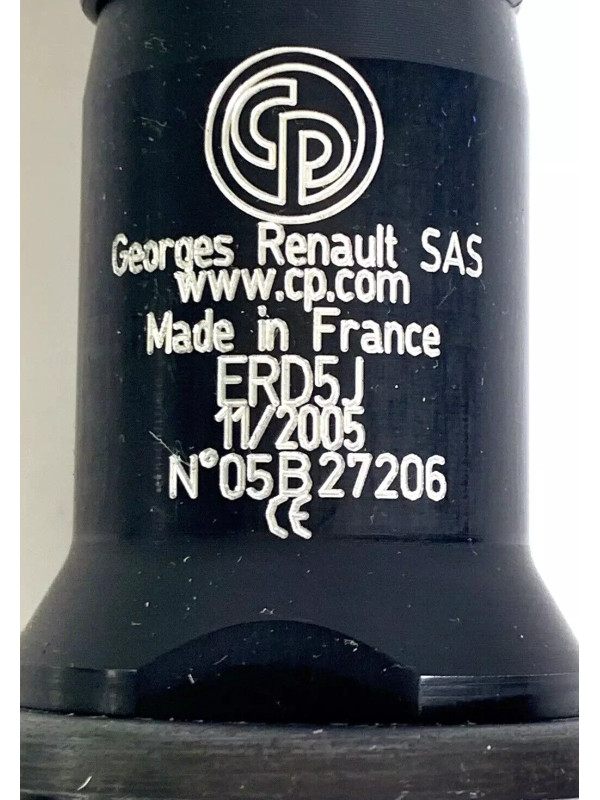 CP
Georges Renault SAS
www.cp.com
Made in France
ERD5J
11/2005
N°05B27206
CE